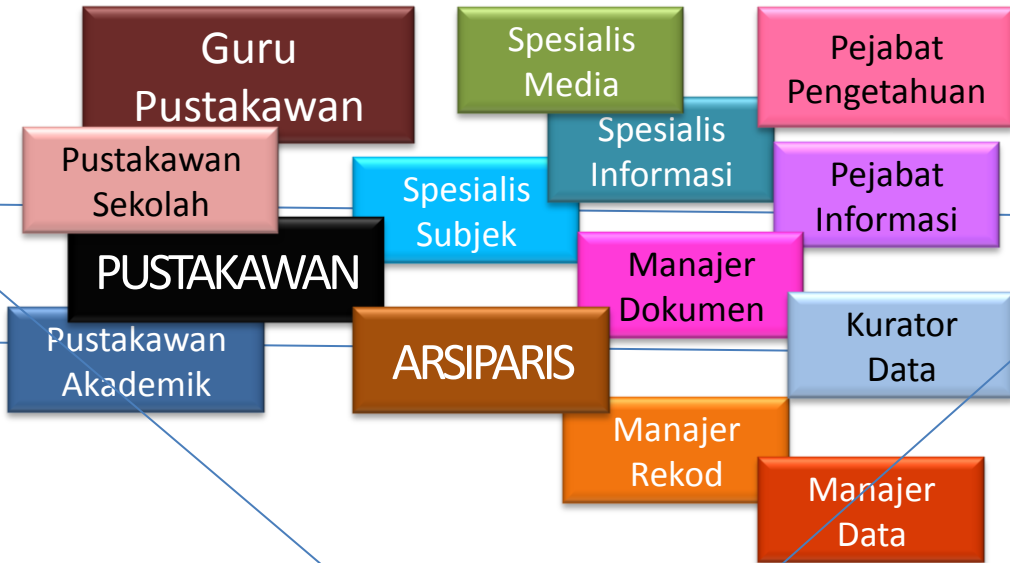 Guru
Pustakawan
Spesialis
Media
Pejabat
Pengetahuan
Pustakawan
Sekolah
Spesialis
Informasi
Spesialis
Subjek
Pejabat
Informasi
PUSTAKAWAN
Manajer
Dokumen
Pustakawan
Akademik
ARSIPARIS
Kurator
Data
Manajer
Rekod
Manajer
Data